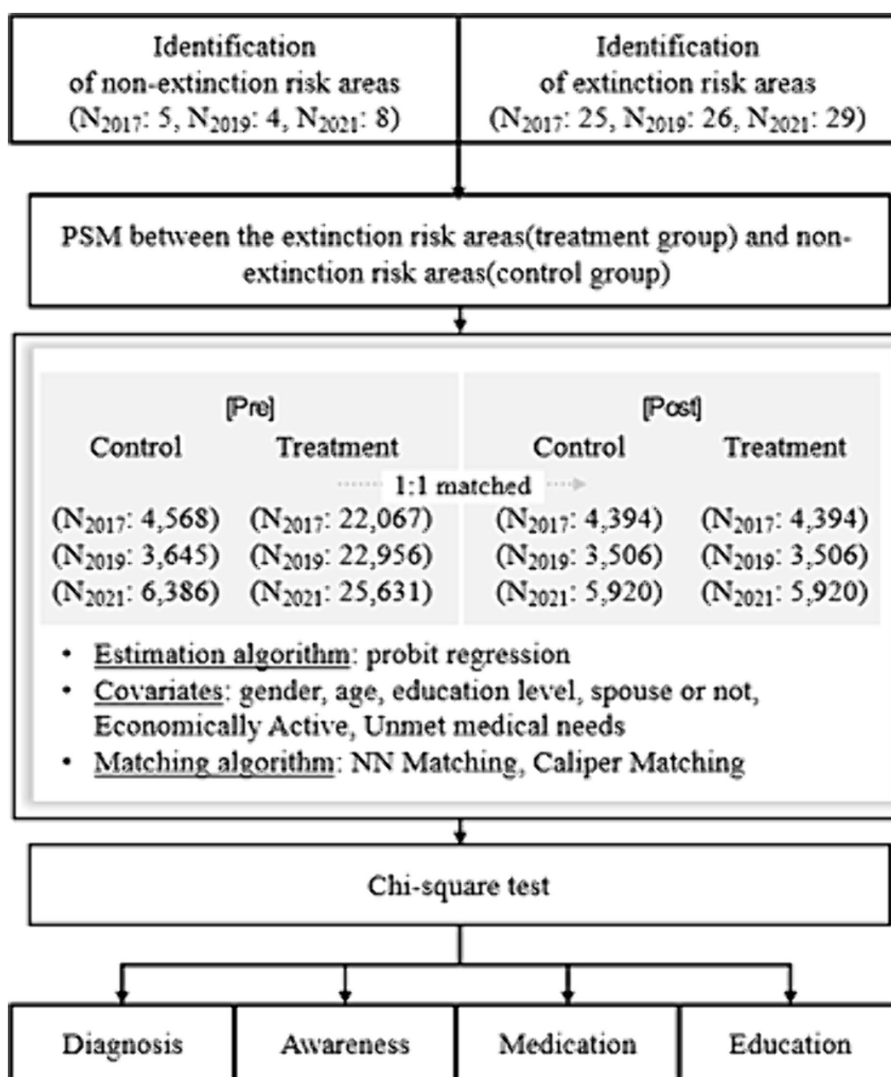 Identification
of non-extinction risk areas
(N2017: 5, N2019: 4, N2021: 8)
Identification
of extinction risk areas
(N2017: 25, N2019: 26, N2021: 29)
PSM between the extinction risk areas(treatment group) and non-
extinction risk areas(control group)
[Pre]
[Post]
Control Treatment Control Treatment
1:1 matched
(N2017: 4,568) (N2017: 22,067) (N2017: 4,394) (N2017: 4,394)
(N2019: 3,645) (N2019: 22,956) (N2019: 3,506) (N2019: 3,506)
(N2021: 6,386) (N2021: 25,631) (N2021: 5,920) (N2021: 5,920)
• Estimation algorithm: probit regression
• Covariates: gender, age, education level, spouse or not,
Economically Active, Unmet medical needs
• Matching algorithm: NN Matching, Caliper Matching
Chi-square test
Diagnosis Awareness Medication Education